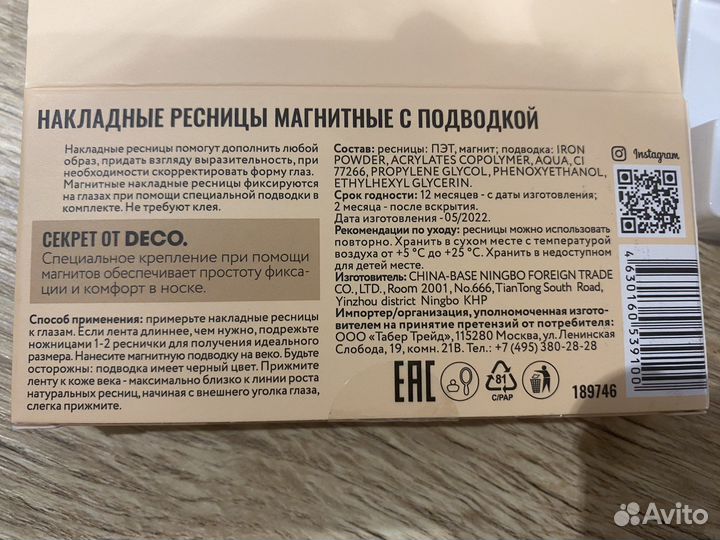 НАКЛАДНЫЕ РЕСНИЦЫ МАГНИТНЫЕ С ПОДВОДКОЙ
Накладные ресницы помогут дополнить любой
образ, придать взгляду выразительность, при
необходимости скорректировать форму глаз.
Магнитные накладные ресницы фиксируются
на глазах при помощи специальной подводки в
комплекте. Не требуют клея.
СЕКРЕТ ОТ DECO.
Специальное крепление при помощи
магнитов обеспечивает простоту фикса-
ции и комфорт в носке.
Способ применения: примерьте накладные ресницы
к глазам. Если лента длиннее, чем нужно, подрежьте
ножницами 1-2 реснички для получения идеального
размера. Нанесите магнитную подводку на веко. Будьте
осторожны: подводка имеет черный цвет. Прижмите
ленту к коже века - максимально близко к линии роста
натуральных ресниц, начиная с внешнего уголка глаза,
слегка прижмите.
Состав: ресницы: ПЭТ, магнит; подводка: IRON
POWDER, ACRYLATES COPOLYMER, AQUA, CI
77266, PROPYLENE GLYCOL, PHENOXYETHANOL,
ETHYLHEXYL GLYCERIN.
Срок годности: 12 месяцев - с даты изготовления;
2 месяца - после вскрытия.
Дата изготовления - 05/2022.
Рекомендации по уходу: ресницы можно использовать
повторно. Хранить в сухом месте с температурой
воздуха от +5 °C до +25 °C. Хранить в недоступном
для детей месте.
Изготовитель: CHINA-BASE NINGBO FOREIGN TRADE
CO., LTD., Room 2001, No.666,TianTong South Road,
Yinzhou district Ningbo КНР
Импортер/организация, уполномоченная изгото-
вителем на принятие претензий от потребителя:
ООО «Табер Трейд», 115280 Москва, ул.Ленинская
Слобода, 19, комн. 21В. Тел.: +7 (495) 380-28-28
EAC
81
C/PAP
189746
Instagram
4630160539100
Avito